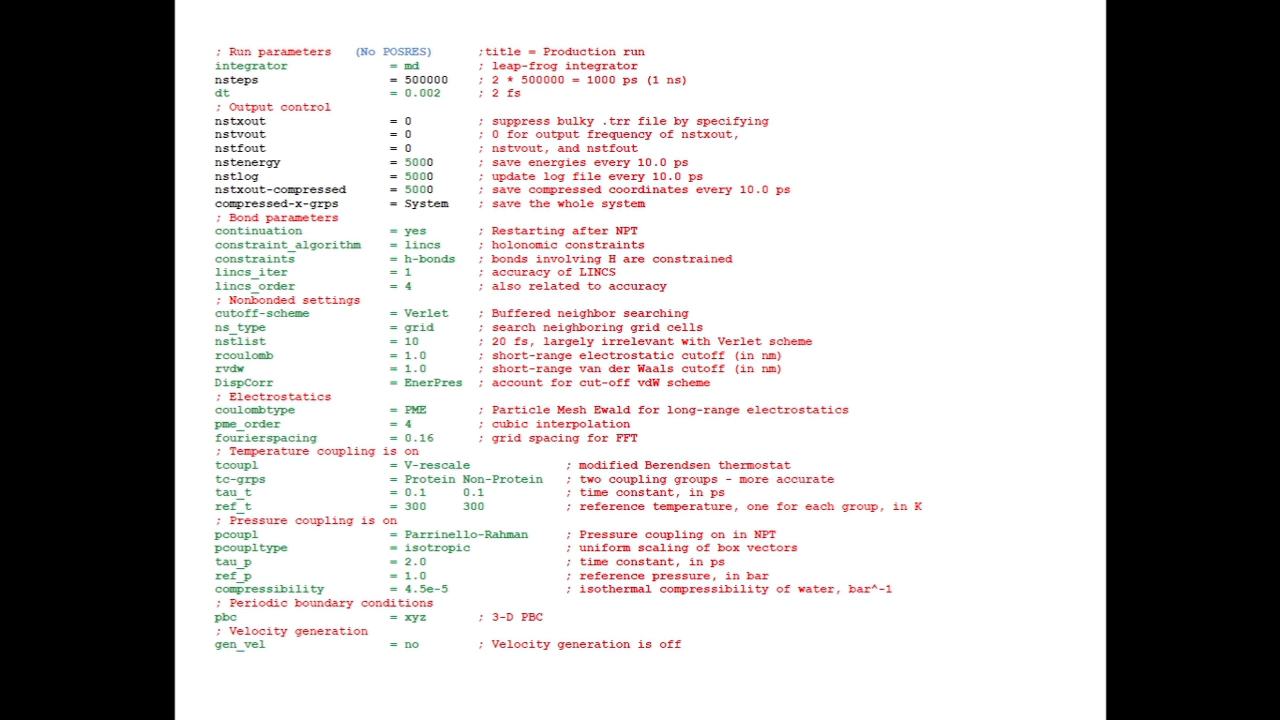 ; Run parameters (No POSRES) ;title = Production run
integrator = md ; leap-frog integrator
nsteps = 500000 ; 2 * 500000 = 1000 ps (1 ns)
dt = 0.002 ; 2 fs
; Output control
nstxout = 0 ; suppress bulky .trr file by specifying
nstvout = 0 ; 0 for output frequency of nstxout,
nstfout = 0 ; nstvout, and nstfout
nstenergy = 5000 ; save energies every 10.0 ps
nstlog = 5000 ; update log file every 10.0 ps
nstxout-compressed = 5000 ; save compressed coordinates every 10.0 ps
compressed-x-grps = System ; save the whole system
; Bond parameters
continuation = yes ; Restarting after NPT
constraint_algorithm = lincs ; holonomic constraints
constraints = h-bonds ; bonds involving H are constrained
lincs_iter = 1 ; accuracy of LINCS
lincs_order = 4 ; also related to accuracy
; Nonbonded settings
cutoff-scheme = Verlet ; Buffered neighbor searching
ns_type = grid ; search neighboring grid cells
nstlist = 10 ; 20 fs, largely irrelevant with Verlet scheme
rcoulomb = 1.0 ; short-range electrostatic cutoff (in nm)
rvdw = 1.0 ; short-range van der Waals cutoff (in nm)
DispCorr = EnerPres ; account for cut-off vdW scheme
; Electrostatics
coulombtype = PME ; Particle Mesh Ewald for long-range electrostatics
pme_order = 4 ; cubic interpolation
fourierspacing = 0.16 ; grid spacing for FFT
; Temperature coupling is on
tcoupl = V-rescale ; modified Berendsen thermostat
tc-grps = Protein Non-Protein ; two coupling groups - more accurate
tau_t = 0.1 0.1 ; time constant, in ps
ref_t = 300 300 ; reference temperature, one for each group, in K
; Pressure coupling is on
pcoupl = Parrinello-Rahman ; Pressure coupling on in NPT
pcoupltype = isotropic ; uniform scaling of box vectors
tau_p = 2.0 ; time constant, in ps
ref_p = 1.0 ; reference pressure, in bar
compressibility = 4.5e-5 ; isothermal compressibility of water, bar^-1
; Periodic boundary conditions
pbc = xyz ; 3-D PBC
; Velocity generation
gen_vel = no ; Velocity generation is off